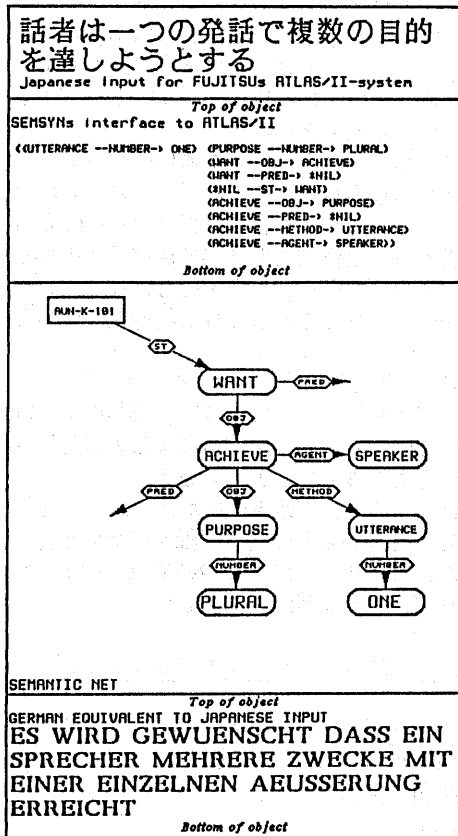 話者は一つの発話で複数の目的
を達しようとする
Japanese input for FUJITSUs ATLAS/II-system
Top of object
SEMSYNs interface to ATLAS/II
((UTTERANCE --NUMBER-> ONE) (PURPOSE --NUMBER-> PLURAL)
(WANT --OBJ-> ACHIEVE)
(WANT --PRED-> *NIL)
(*NIL --ST-> WANT)
(ACHIEVE --OBJ-> PURPOSE)
(ACHIEVE --PRED-> *NIL)
(ACHIEVE --METHOD-> UTTERANCE)
(ACHIEVE --AGENT-> SPEAKER))
Bottom of object
AUN-K-101
ST
WANT PRED
OBJ
ACHIEVE AGENT SPEAKER
PRED OBJ METHOD
PURPOSE UTTERANCE
NUMBER NUMBER
PLURAL ONE
SEMANTIC NET
Top of object
GERMAN EQUIVALENT TO JAPANESE INPUT
ES WIRD GEWUENSCHT DASS EIN
SPRECHER MEHRERE ZWECKE MIT
EINER EINZELNEN AEUSSERUNG
ERREICHT
Bottom of object